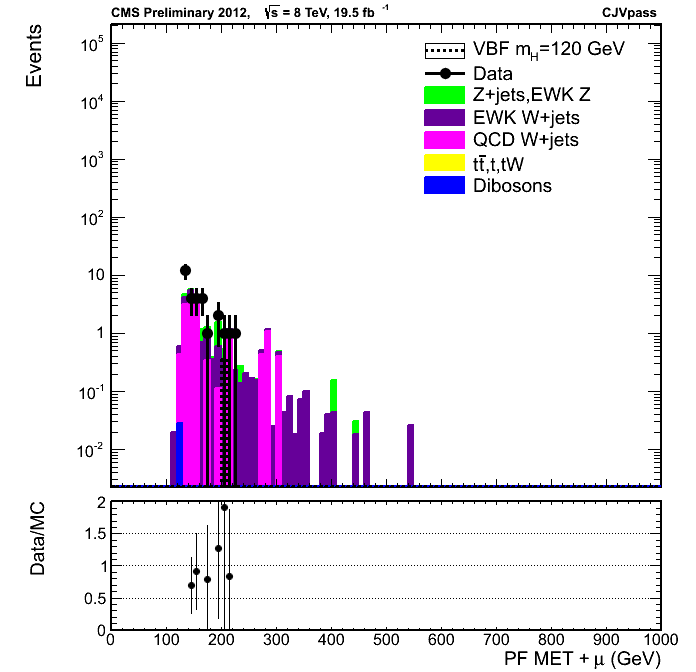 CMS Preliminary 2012, √s = 8 TeV, 19.5 fb⁻¹ CJVpass
Events
10⁵
10⁴
10³
10²
10
1
10⁻¹
10⁻²
VBF m_H=120 GeV
Data
Z+jets,EWK Z
EWK W+jets
QCD W+jets
tt̅,t,tW
Dibosons
Data/MC
2
1.5
1
0.5
0
0 100 200 300 400 500 600 700 800 900 1000
PF MET + μ (GeV)